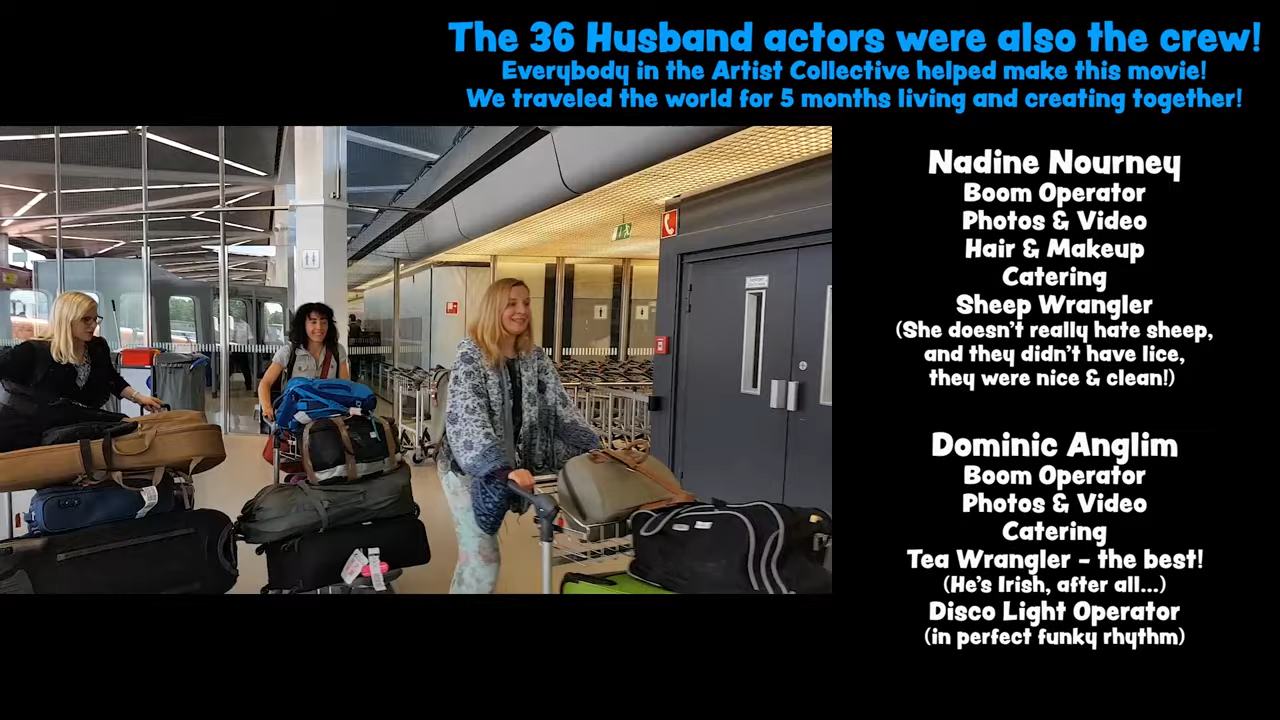 The 36 Husband actors were also the crew!
Everybody in the Artist Collective helped make this movie!
We traveled the world for 5 months living and creating together!
Nadine Nourney
Boom Operator
Photos & Video
Hair & Makeup
Catering
Sheep Wrangler
(She doesn't really hate sheep,
and they didn't have lice,
they were nice & clean!)
Dominic Anglim
Boom Operator
Photos & Video
Catering
Tea Wrangler - the best!
(He's Irish, after all...)
Disco Light Operator
(in perfect funky rhythm)